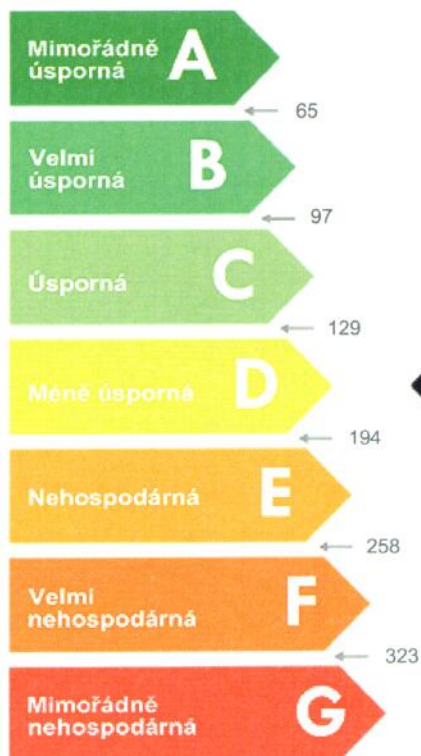 Mimořádně
úsporná
A
65
Velmi
úsporná
B
97
Úsporná
C
129
Méně úsporná
D
194
Nehospodárná
E
258
Velmi
nehospodárná
F
323
Mimořádně
nehospodárná
G